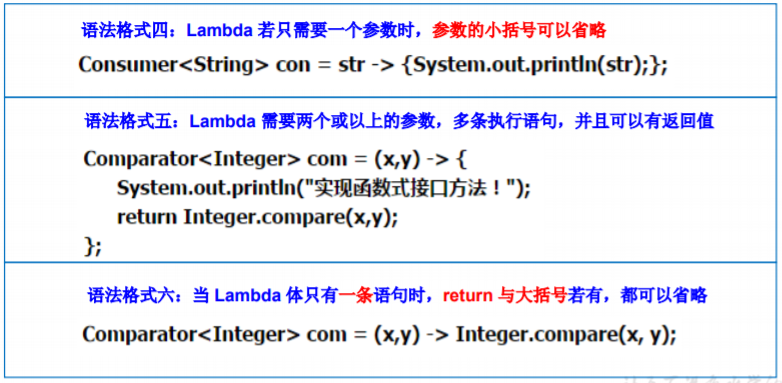 语法格式四：Lambda 若只需要一个参数时，参数的小括号可以省略
Consumer<String> con = str -> {System.out.println(str);};
语法格式五：Lambda 需要两个或以上的参数，多条执行语句，并且可以有返回值
Comparator<Integer> com = (x,y) -> {
System.out.println("实现函数式接口方法！");
return Integer.compare(x,y);
};
语法格式六：当 Lambda 体只有一条语句时，return 与大括号若有，都可以省略
Comparator<Integer> com = (x,y) -> Integer.compare(x, y);